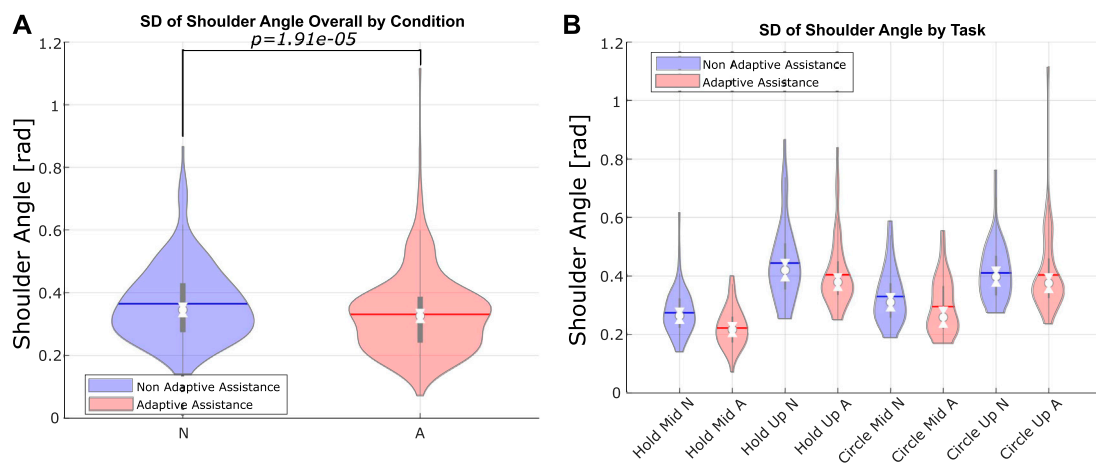 A
SD of Shoulder Angle Overall by Condition
p=1.91e-05
Shoulder Angle [rad]
1.2
1
0.8
0.6
0.4
0.2
0
Non Adaptive Assistance
Adaptive Assistance
N
A
B
SD of Shoulder Angle by Task
Shoulder Angle [rad]
1.2
1
0.8
0.6
0.4
0.2
0
Non Adaptive Assistance
Adaptive Assistance
Hold Mid N
Hold Mid A
Hold Up N
Hold Up A
Circle Mid N
Circle Mid A
Circle Up N
Circle Up A